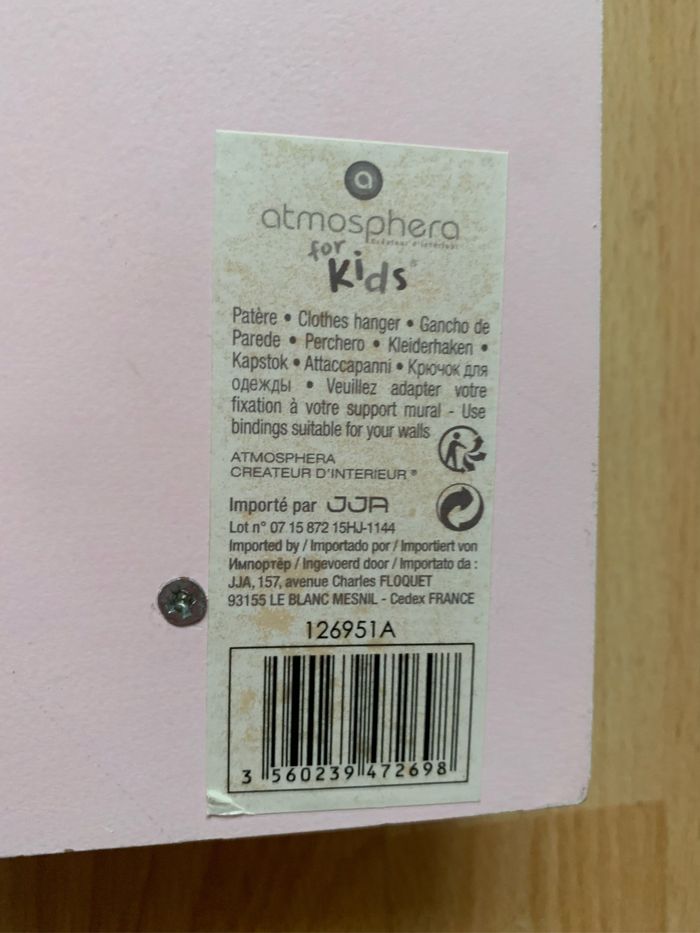 a
atmosphera
Créateur d'intérieur
for
Kids®
Patère • Clothes hanger • Gancho de
Parede • Perchero • Kleiderhaken •
Kapstok • Attaccapanni • Крючок для
одежды • Veuillez adapter votre
fixation à votre support mural - Use
bindings suitable for your walls
ATMOSPHERA
CREATEUR D'INTERIEUR ®
Importé par JJA
Lot n° 07 15 872 15HJ-1144
Imported by / Importado por / Importiert von
Импортёр / Ingevoerd door / Importato da :
JJA, 157, avenue Charles FLOQUET
93155 LE BLANC MESNIL - Cedex FRANCE
126951A
3 560239 472698